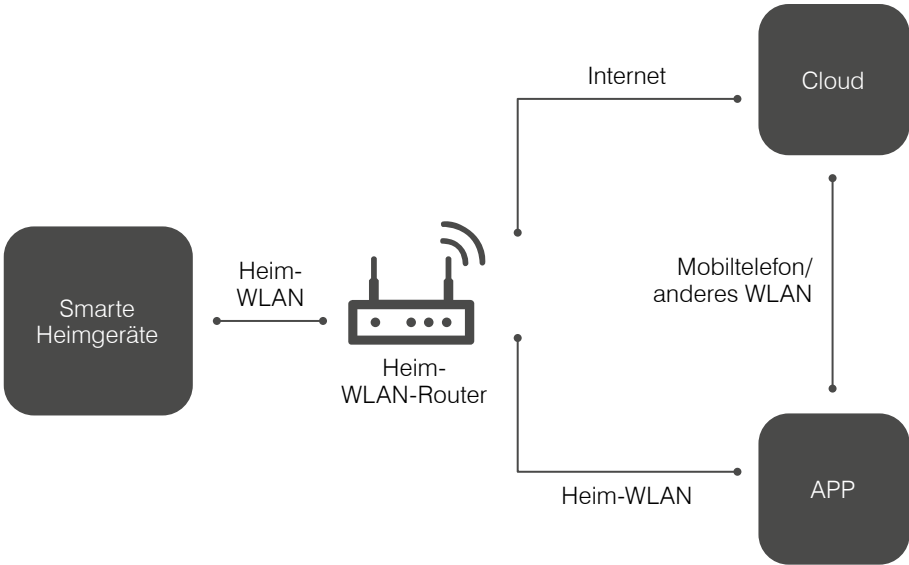 Internet
Cloud
Mobiltelefon/
anderes WLAN
Heim-
WLAN
Smarte
Heimgeräte
Heim-
WLAN-Router
Heim-WLAN
APP